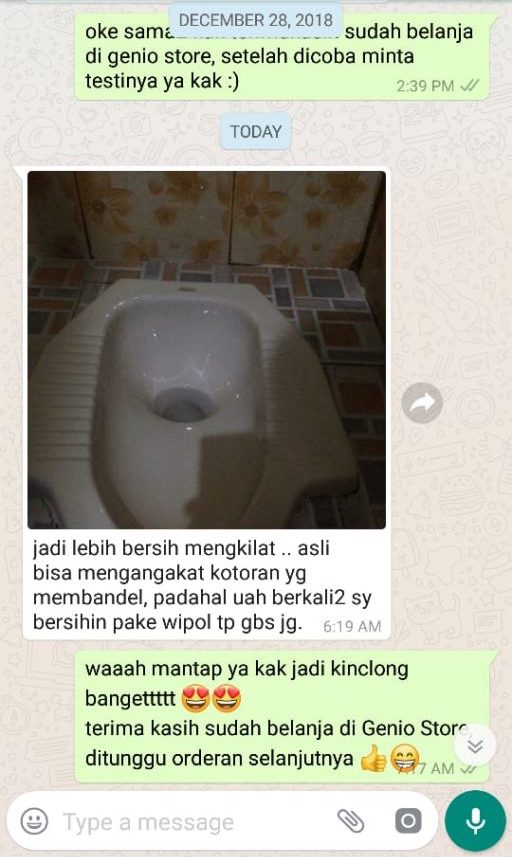 DECEMBER 28, 2018
oke sudah belanja
di genio store, setelah dicoba minta
testinya ya kak :)
2:39 PM
TODAY
jadi lebih bersih mengkilat .. asli
bisa mengangakat kotoran yg
membandel, padahal uah berkali2 sy
bersihin pake wipol tp gbs jg.
6:19 AM
waaah mantap ya kak jadi kinclong
bangettttt 😍😍
terima kasih sudah belanja di Genio Store,
ditunggu orderan selanjutnya 👍😁
7:17 AM
Type a message